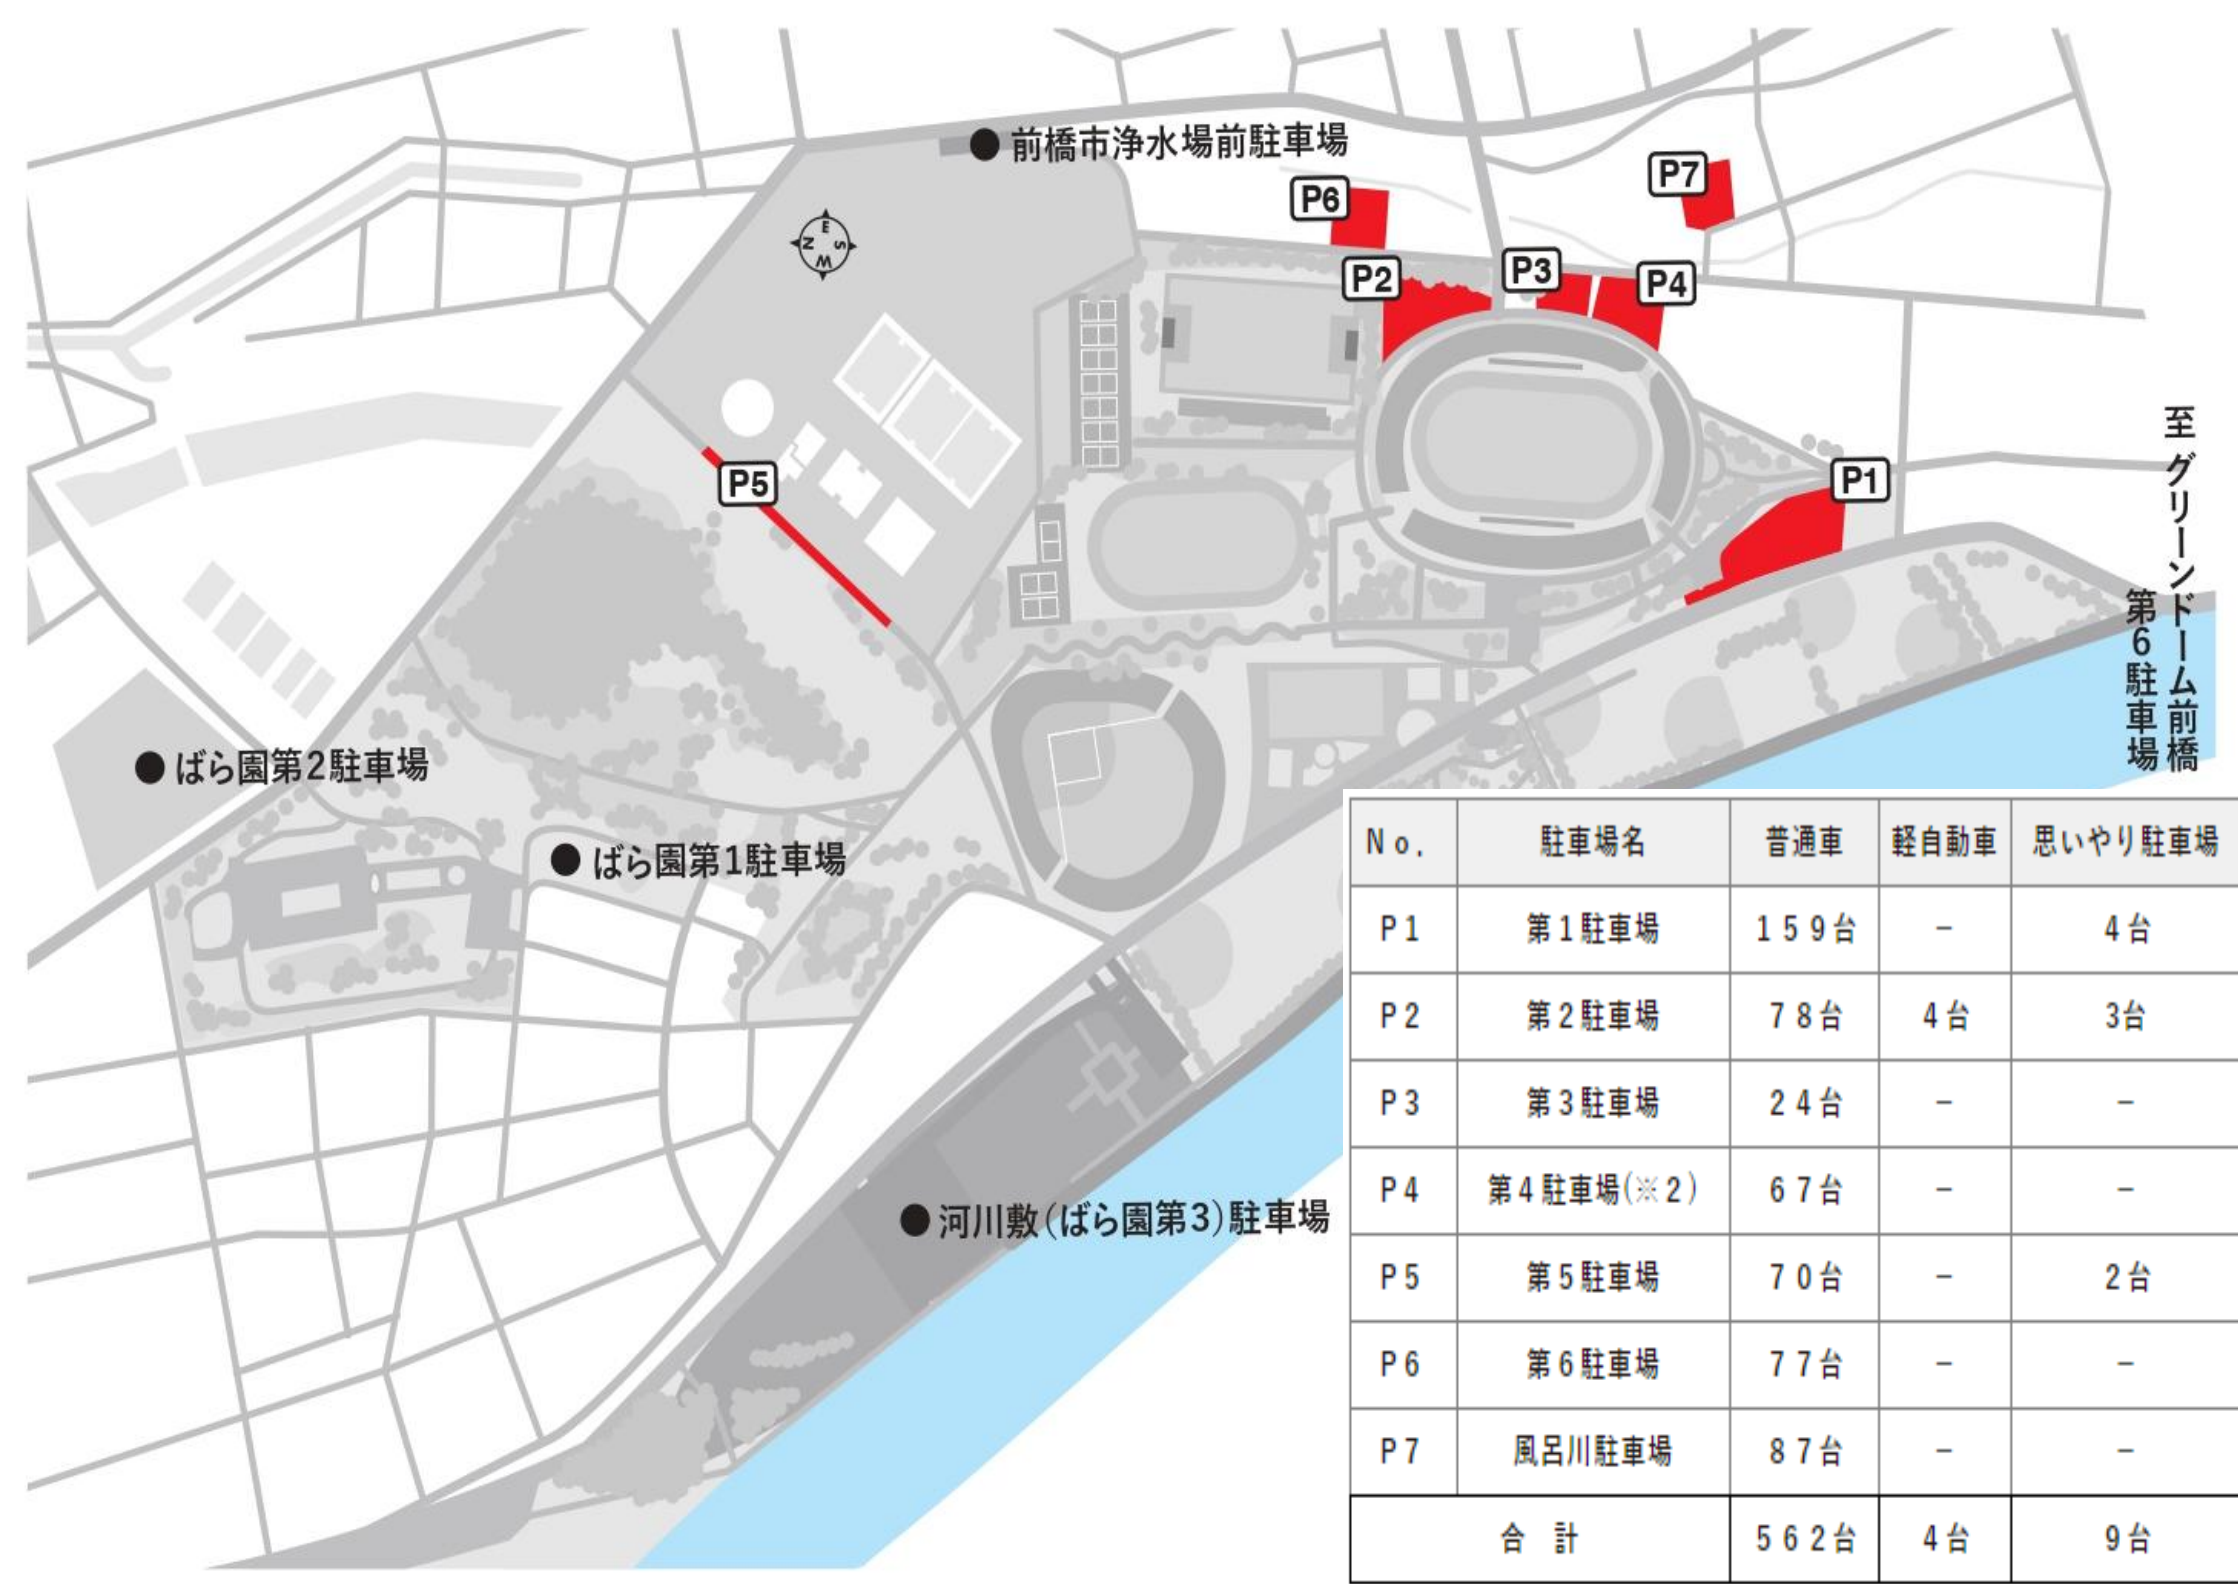 前橋市浄水場前駐車場
P6
P7
P2
P3
P4
E
N S
W
P5
P1
至グリーンドーム前橋
第6駐車場
ばら園第2駐車場
ばら園第1駐車場
河川敷(ばら園第3)駐車場
No. 駐車場名 普通車 軽自動車 思いやり駐車場
P1 第1駐車場 159台 − 4台
P2 第2駐車場 78台 4台 3台
P3 第3駐車場 24台 − −
P4 第4駐車場(※2) 67台 − −
P5 第5駐車場 70台 − 2台
P6 第6駐車場 77台 − −
P7 風呂川駐車場 87台 − −
合 計 562台 4台 9台